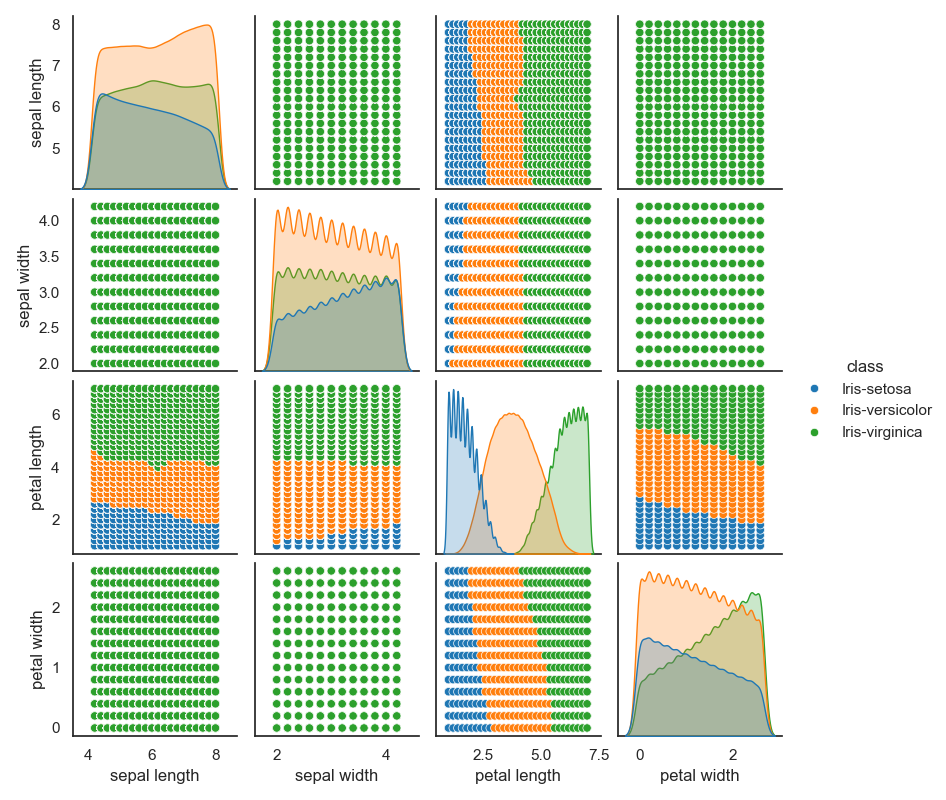 8
7
6
5
sepal length
4.0
3.5
3.0
2.5
2.0
sepal width
6
4
2
petal length
2
1
0
petal width
4 6 8
sepal length
2 4
sepal width
2.5 5.0 7.5
petal length
0 2
petal width
class
Iris-setosa
Iris-versicolor
Iris-virginica